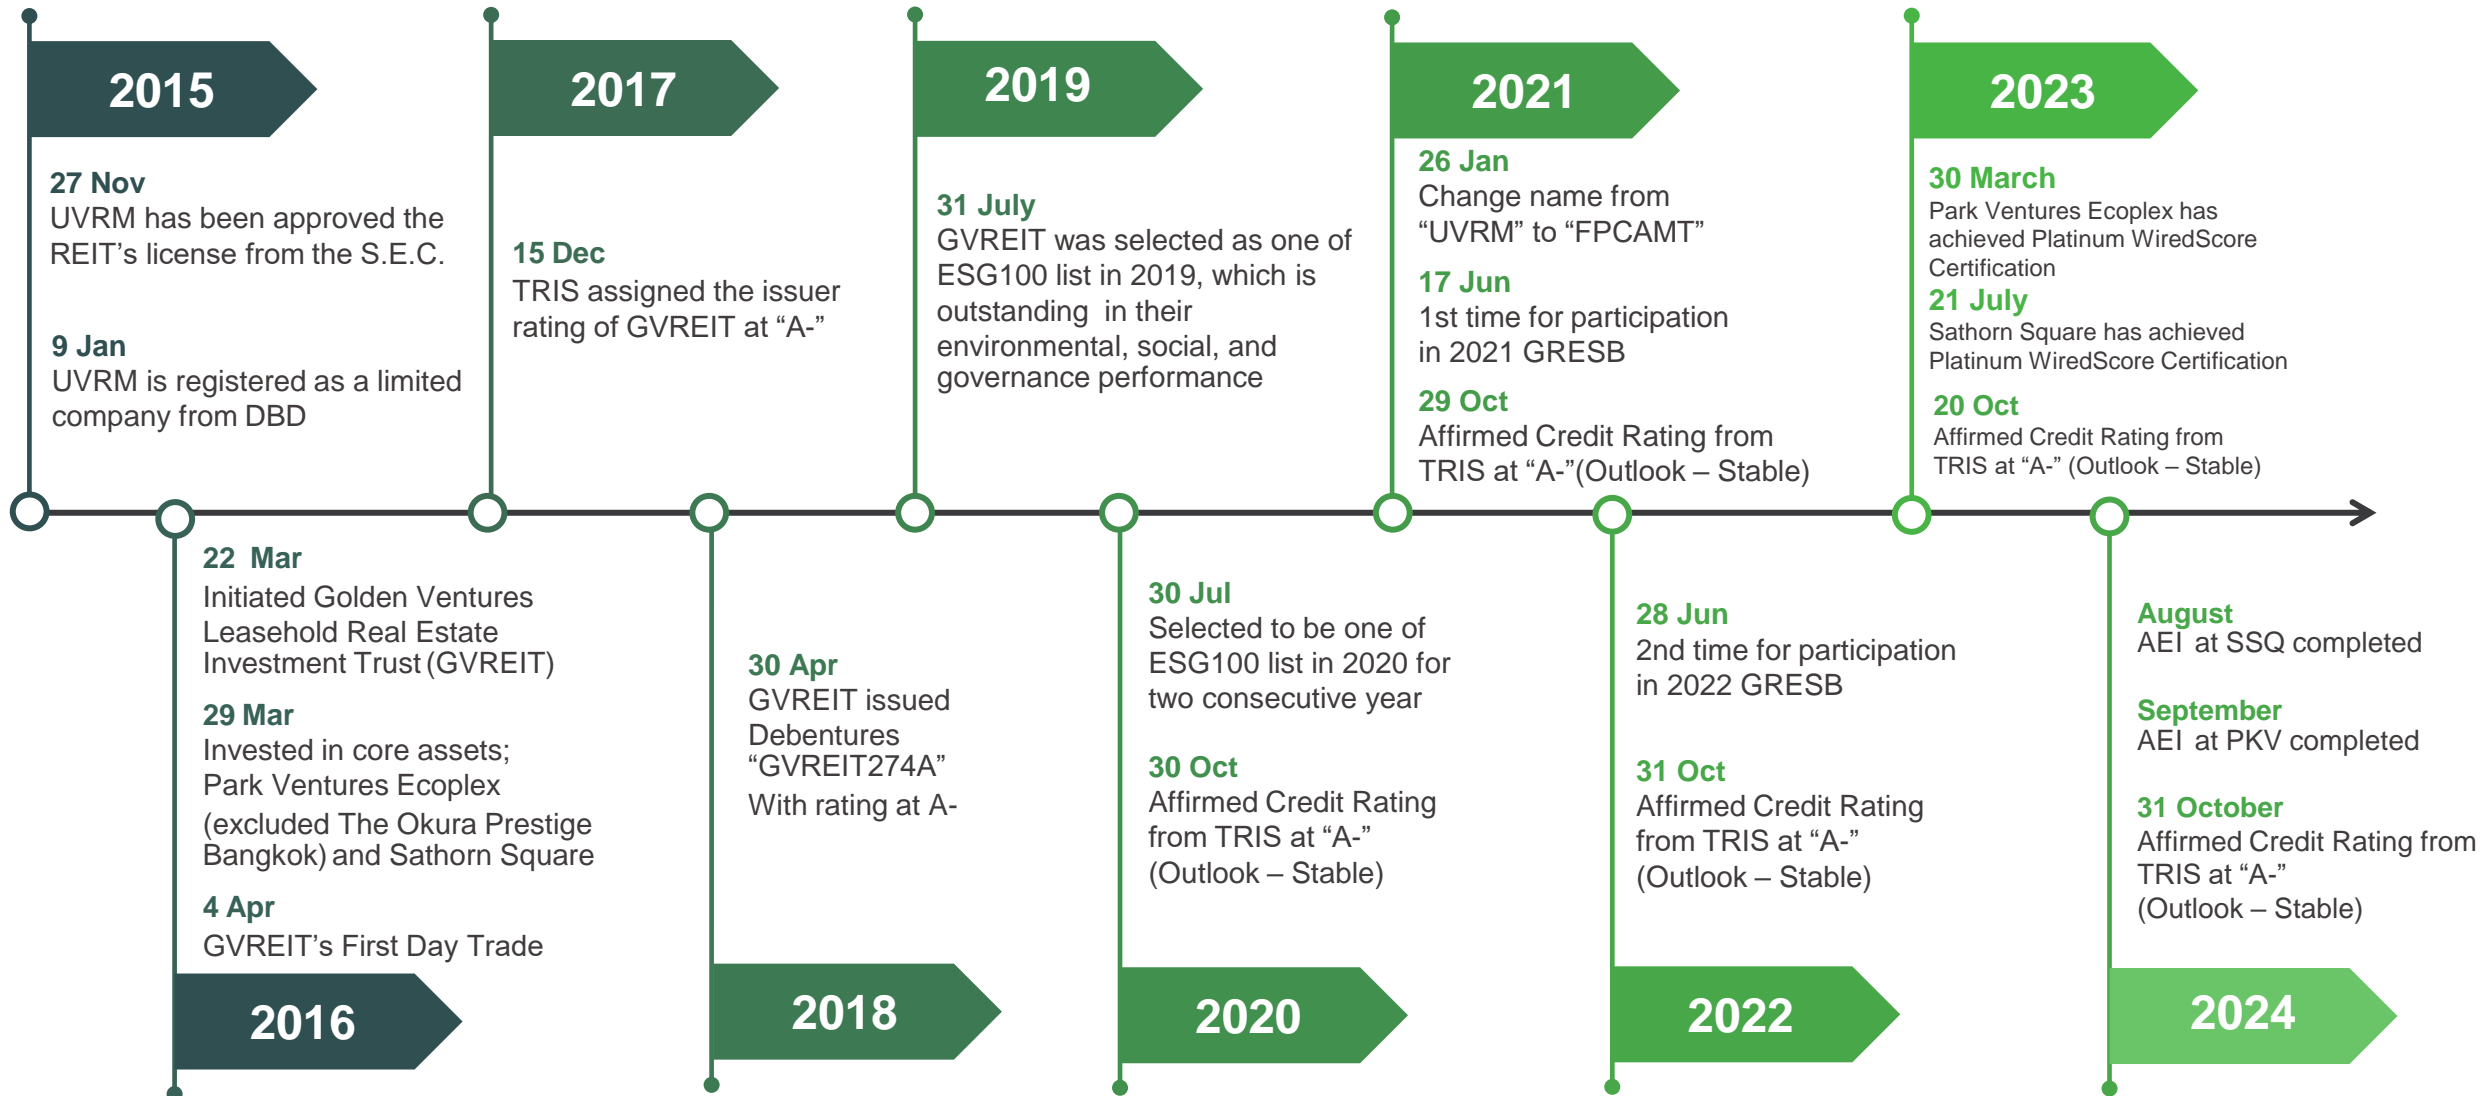 2015
27 Nov
UVRM has been approved the
REIT’s license from the S.E.C.
9 Jan
UVRM is registered as a limited
company from DBD
2017
15 Dec
TRIS assigned the issuer
rating of GVREIT at “A-”
2019
31 July
GVREIT was selected as one of
ESG100 list in 2019, which is
outstanding in their
environmental, social, and
governance performance
2021
26 Jan
Change name from
“UVRM” to “FPCAMT”
17 Jun
1st time for participation
in 2021 GRESB
29 Oct
Affirmed Credit Rating from
TRIS at “A-”(Outlook – Stable)
2023
30 March
Park Ventures Ecoplex has
achieved Platinum WiredScore
Certification
21 July
Sathorn Square has achieved
Platinum WiredScore Certification
20 Oct
Affirmed Credit Rating from
TRIS at “A-” (Outlook – Stable)
22 Mar
Initiated Golden Ventures
Leasehold Real Estate
Investment Trust (GVREIT)
29 Mar
Invested in core assets;
Park Ventures Ecoplex
(excluded The Okura Prestige
Bangkok) and Sathorn Square
4 Apr
GVREIT’s First Day Trade
2016
30 Apr
GVREIT issued
Debentures
“GVREIT274A”
With rating at A-
2018
30 Jul
Selected to be one of
ESG100 list in 2020 for
two consecutive year
30 Oct
Affirmed Credit Rating
from TRIS at “A-”
(Outlook – Stable)
2020
28 Jun
2nd time for participation
in 2022 GRESB
31 Oct
Affirmed Credit Rating
from TRIS at “A-”
(Outlook – Stable)
2022
August
AEI at SSQ completed
September
AEI at PKV completed
31 October
Affirmed Credit Rating from
TRIS at “A-”
(Outlook – Stable)
2024